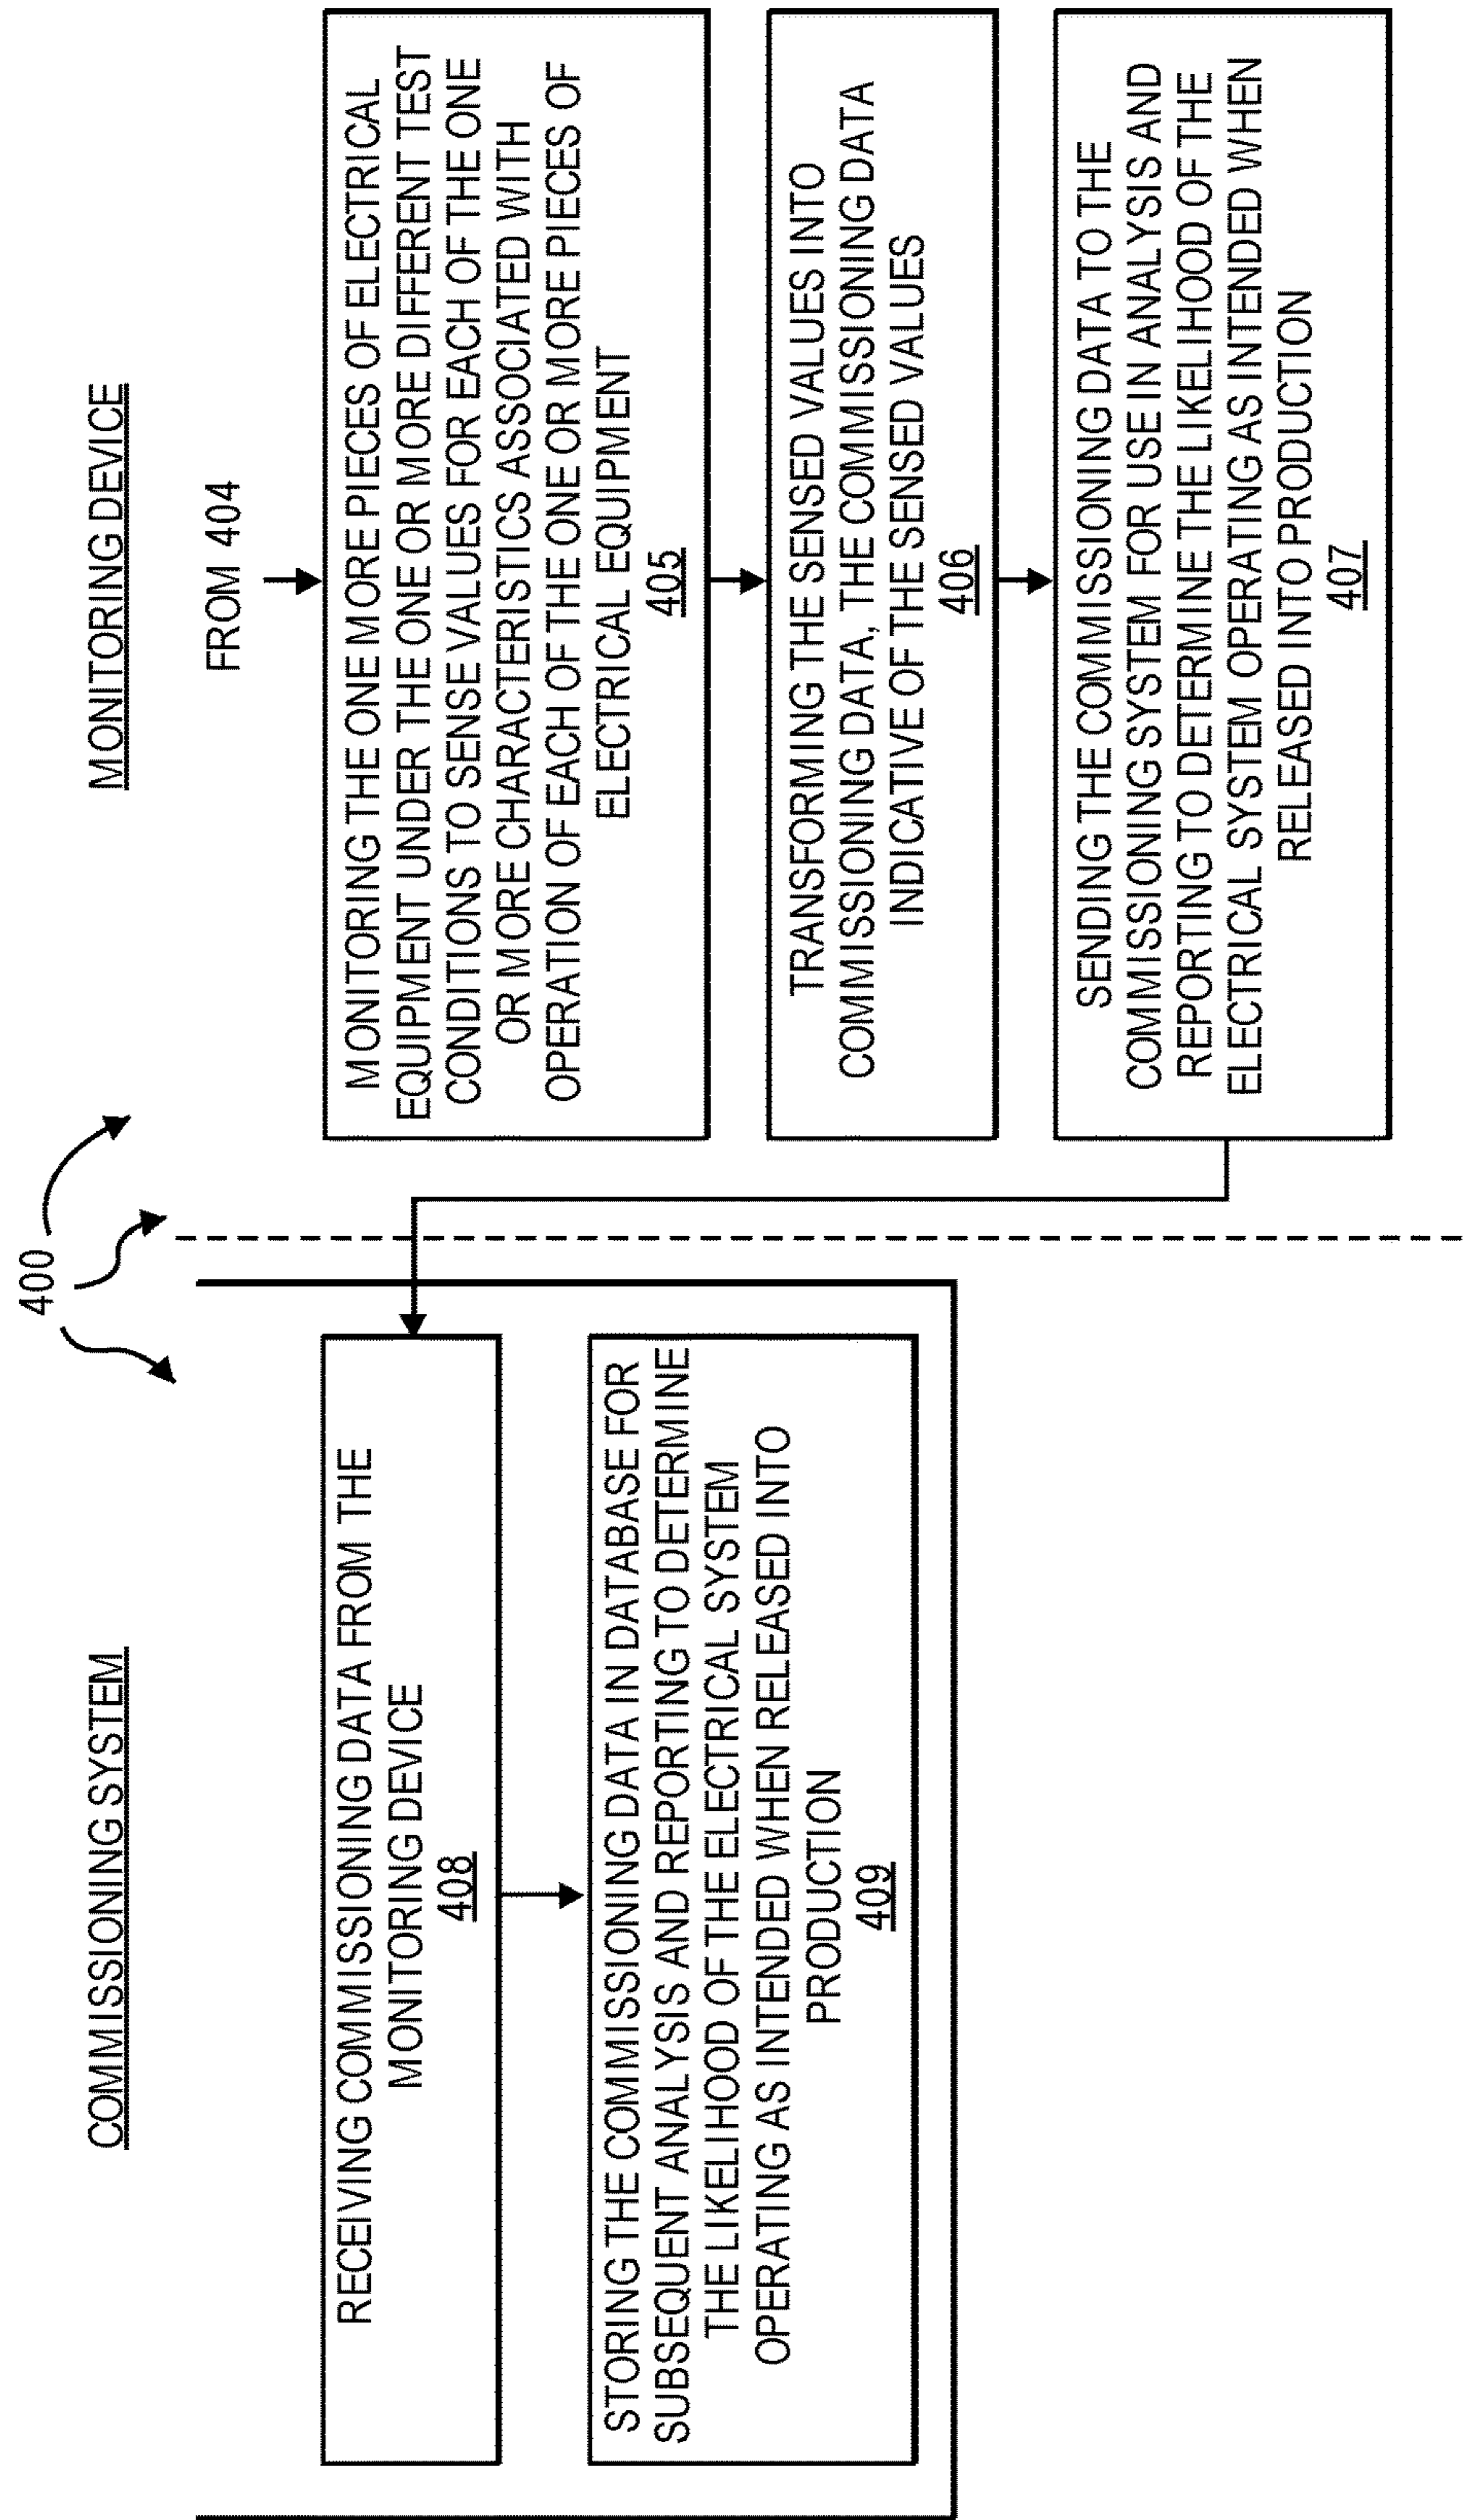 400
COMMISSIONING SYSTEM
RECEIVING COMMISSIONING DATA FROM THE
MONITORING DEVICE
408
STORING THE COMMISSIONING DATA IN DATABASE FOR
SUBSEQUENT ANALYSIS AND REPORTING TO DETERMINE
THE LIKELIHOOD OF THE ELECTRICAL SYSTEM
OPERATING AS INTENDED WHEN RELEASED INTO
PRODUCTION
409
MONITORING DEVICE
FROM 404
MONITORING THE ONE MORE PIECES OF ELECTRICAL
EQUIPMENT UNDER THE ONE OR MORE DIFFERENT TEST
CONDITIONS TO SENSE VALUES FOR EACH OF THE ONE
OR MORE CHARACTERISTICS ASSOCIATED WITH
OPERATION OF EACH OF THE ONE OR MORE PIECES OF
ELECTRICAL EQUIPMENT
405
TRANSFORMING THE SENSED VALUES INTO
COMMISSIONING DATA, THE COMMISSIONING DATA
INDICATIVE OF THE SENSED VALUES
406
SENDING THE COMMISSIONING DATA TO THE
COMMISSIONING SYSTEM FOR USE IN ANALYSIS AND
REPORTING TO DETERMINE THE LIKELIHOOD OF THE
ELECTRICAL SYSTEM OPERATING AS INTENDED WHEN
RELEASED INTO PRODUCTION
407